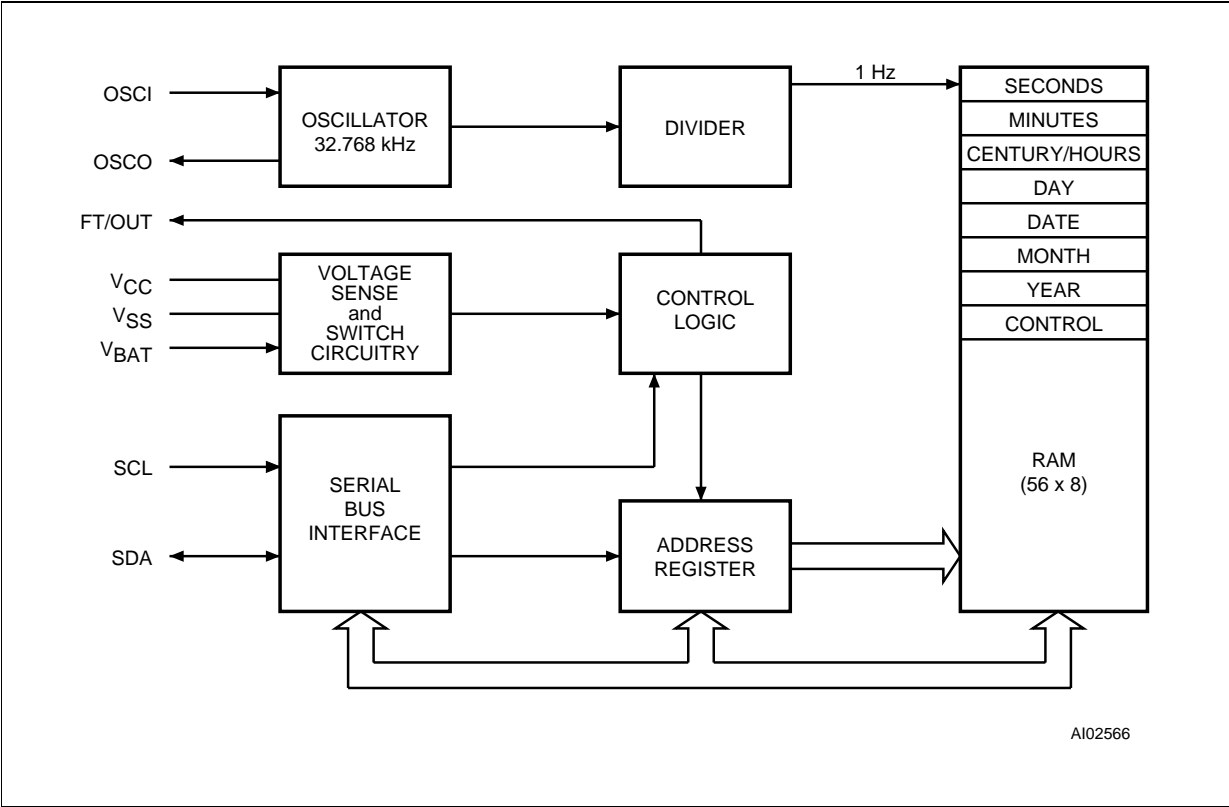 OSCI
OSCO
FT/OUT
VCC
VSS
VBAT
SCL
SDA
OSCILLATOR
32.768 kHz
VOLTAGE
SENSE
and
SWITCH
CIRCUITRY
SERIAL
BUS
INTERFACE
DIVIDER
CONTROL
LOGIC
ADDRESS
REGISTER
1 Hz
SECONDS
MINUTES
CENTURY/HOURS
DAY
DATE
MONTH
YEAR
CONTROL
RAM
(56 x 8)
AI02566